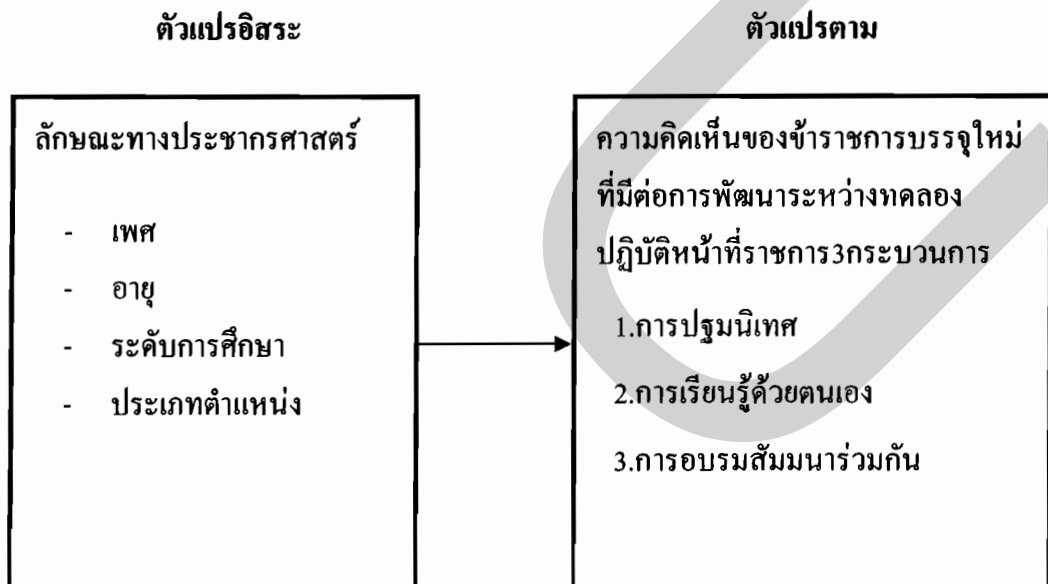 ตัวแปรอิสระ
ตัวแปรตาม
ลักษณะทางประชากรศาสตร์
- เพศ
- อายุ
- ระดับการศึกษา
- ประเภทตำแหน่ง
ความคิดเห็นของข้าราชการบรรจุใหม่
ที่มีต่อการพัฒนาระหว่างทดลอง
ปฏิบัติหน้าที่ราชการ3กระบวนการ
1.การปฐมนิเทศ
2.การเรียนรู้ด้วยตนเอง
3.การอบรมสัมมนาร่วมกัน